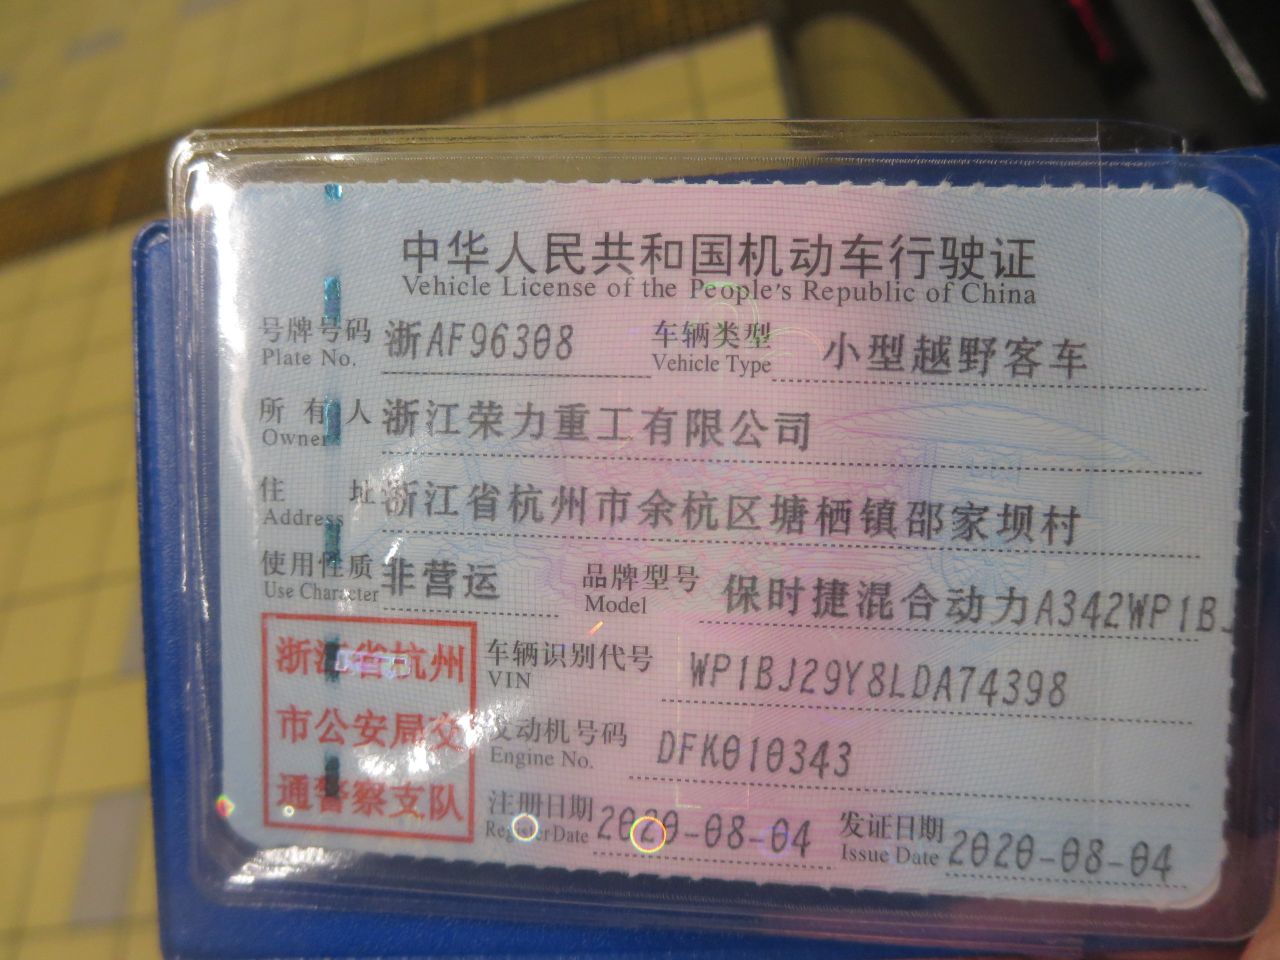 中华人民共和国机动车行驶证
Vehicle License of the People's Republic of China
号牌号码 浙AF96308 车辆类型 小型越野客车
Plate No. Vehicle Type
所有人 浙江荣力重工有限公司
Owner
住址 浙江省杭州市余杭区塘栖镇邵家坝村
Address
使用性质 非营运 品牌型号 保时捷混合动力A342WP1BJ
Use Character Model
浙江省杭州
市公安局交
通警察支队
车辆识别代号 WP1BJ29Y8LDA74398
VIN
发动机号码 DFK010343
Engine No.
注册日期 2020-08-04 发证日期 2020-08-04
Register Date Issue Date